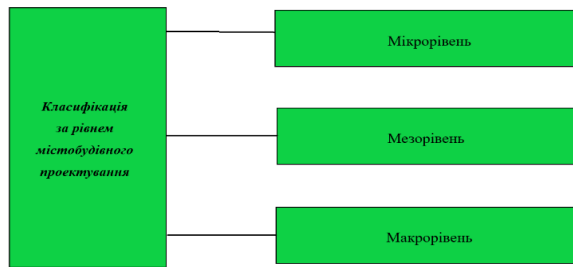 Класифікація
за рівнем
містобудівного
проектування
Мікрорівень
Мезорівень
Макрорівень